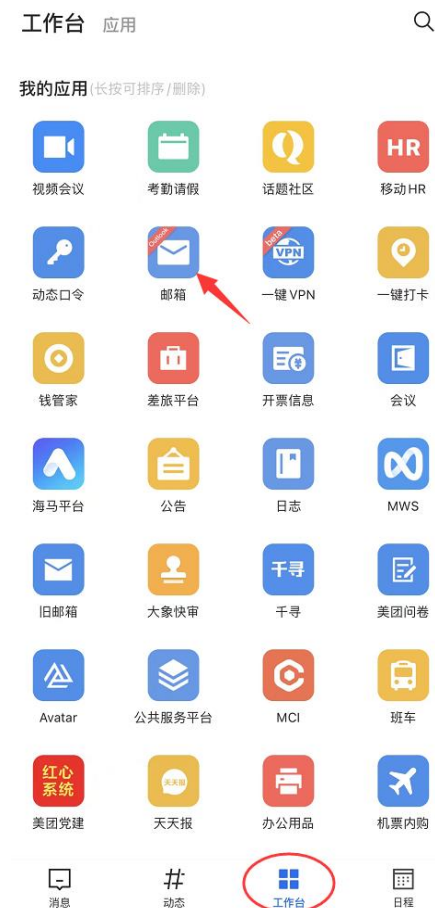 工作台 应用
我的应用(长按可排序/删除)
HR
视频会议 考勤请假 话题社区 移动HR
Outlook beta VPN
动态口令 邮箱 一键VPN 一键打卡
钱管家 差旅平台 开票信息 会议
海马平台 公告 日志 MWS
千寻
旧邮箱 大象快审 千寻 美团问卷
Avatar 公共服务平台 MCI 班车
红心 天天报
系统
美团党建 天天报 办公用品 机票内购
消息 动态 工作台 日程